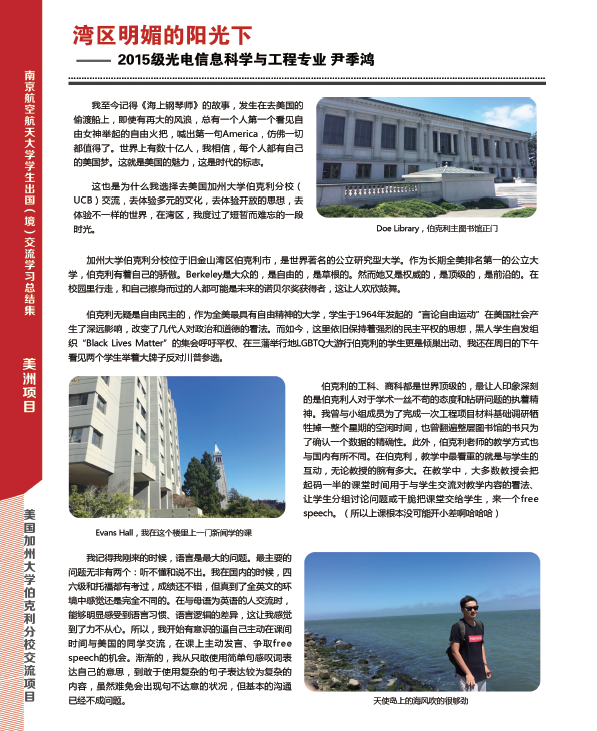 湾区明媚的阳光下
—— 2015级光电信息科学与工程专业 尹季鸿
南京航空航天大学学生出国（境）交流学习总结集
美洲项目
美国加州大学伯克利分校交流项目
我至今记得《海上钢琴师》的故事，发生在去美国的
偷渡船上，即使有再大的风浪，总有一个人第一个看见自
由女神举起的自由火把，喊出第一句America，仿佛一切
都值得了。世界上有数十亿人，我相信，每个人都有自己
的美国梦。这就是美国的魅力，这是时代的标志。
这也是为什么我选择去美国加州大学伯克利分校（
UCB）交流，去体验多元的文化，去体验开放的思想，去
体验不一样的世界，在湾区，我度过了短暂而难忘的一段
时光。
Doe Library，伯克利主图书馆正门
加州大学伯克利分校位于旧金山湾区伯克利市，是世界著名的公立研究型大学。作为长期全美排名第一的公立大
学，伯克利有着自己的骄傲。Berkeley是大众的，是自由的，是草根的。然而她又是权威的，是顶级的，是前沿的。在
校园里行走，和自己擦身而过的人都可能是未来的诺贝尔奖获得者，这让人欢欣鼓舞。
伯克利无疑是自由民主的，作为全美最具有自由精神的大学，学生于1964年发起的“言论自由运动”在美国社会产
生了深远影响，改变了几代人对政治和道德的看法。而如今，这里依旧保持着强烈的民主平权的思想，黑人学生自发组
织“Black Lives Matter”的集会呼吁平权、在三藩举行地LGBTQ大游行伯克利的学生更是倾巢出动、我还在周日的下午
看见两个学生举着大牌子反对川普参选。
Evans Hall，我在这个楼里上一门新闻学的课
伯克利的工科、商科都是世界顶级的，最让人印象深刻
的是伯克利人对于学术一丝不苟的态度和钻研问题的执着精
神。我曾与小组成员为了完成一次工程项目材料基础调研牺
牲掉一整个星期的空闲时间，也曾翻遍整层图书馆的书只为
了确认一个数据的精确性。此外，伯克利老师的教学方式也
与国内有所不同。在伯克利，教学中最看重的就是与学生的
互动，无论教授的腕有多大。在教学中，大多数教授会把
起码一半的课堂时间用于与学生交流对教学内容的看法、
让学生分组讨论问题或干脆把课堂交给学生，来一个free
speech。（所以上课根本没可能开小差啊哈哈哈）
我记得我刚来的时候，语言是最大的问题。最主要的
问题无非有两个：听不懂和说不出。我在国内的时候，四
六级和托福都有考过，成绩还不错，但真到了全英文的环
境中感觉还是完全不同的。在与母语为英语的人交流时，
能够明显感受到语言习惯、语言逻辑的差异，这让我感觉
到了力不从心。所以，我开始有意识的逼自己主动在课间
时间与美国的同学交流，在课上主动发言、争取free
speech的机会。渐渐的，我从只敢使用简单句感叹词表
达自己的意思，到敢于使用复杂的句子表达较为复杂的
内容，虽然难免会出现句不达意的状况，但基本的沟通
已经不成问题。
天使岛上的海风吹的很够劲